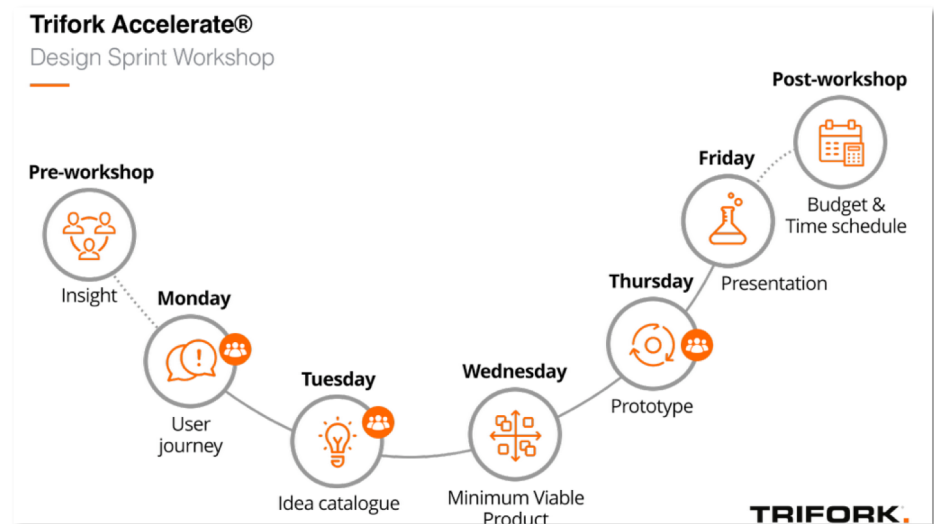 Trifork Accelerate®
Design Sprint Workshop
Pre-workshop
Insight
Monday
User
journey
Tuesday
Idea catalogue
Wednesday
Minimum Viable
Product
Thursday
Prototype
Friday
Presentation
Post-workshop
Budget &
Time schedule
TRIFORK.